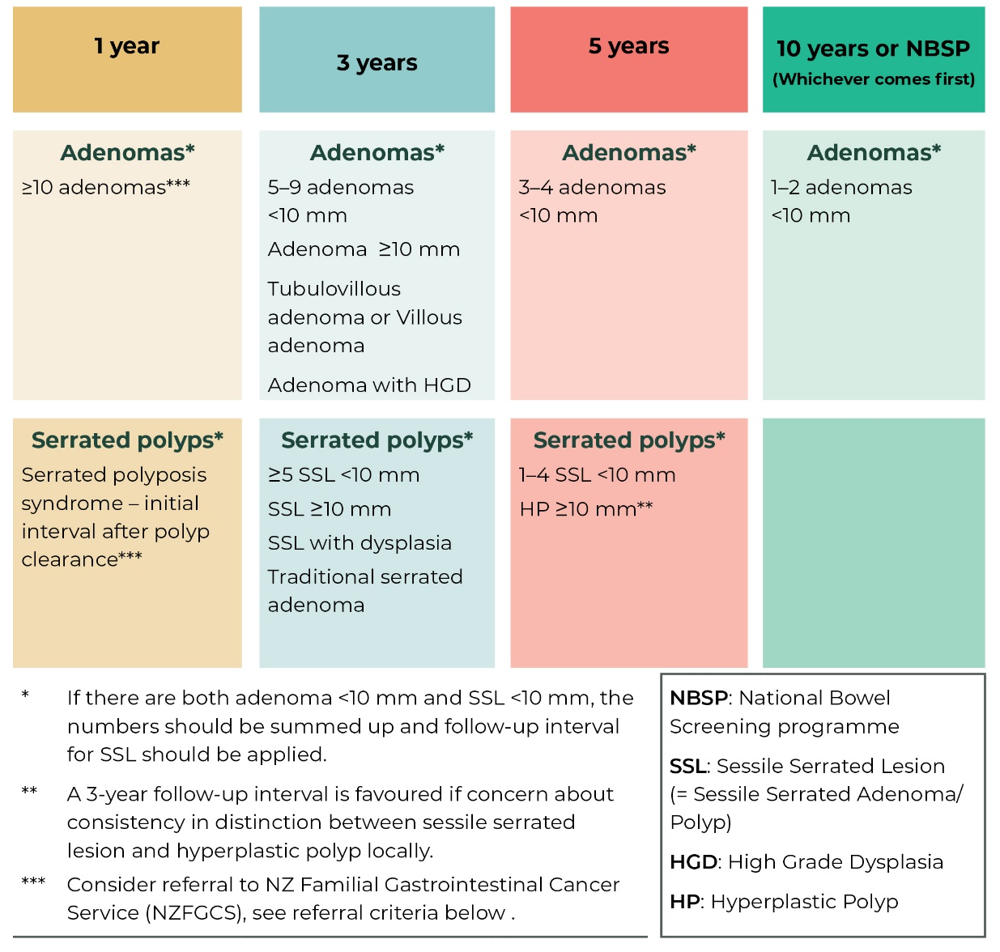 1 year
3 years
5 years
10 years or NBSP
(Whichever comes first)
Adenomas*
≥10 adenomas***
Adenomas*
5–9 adenomas
<10 mm
Adenoma ≥10 mm
Tubulovillous
adenoma or Villous
adenoma
Adenoma with HGD
Adenomas*
3–4 adenomas
<10 mm
Adenomas*
1–2 adenomas
<10 mm
Serrated polyps*
Serrated polyposis
syndrome – initial
interval after polyp
clearance***
Serrated polyps*
≥5 SSL <10 mm
SSL ≥10 mm
SSL with dysplasia
Traditional serrated
adenoma
Serrated polyps*
1–4 SSL <10 mm
HP ≥10 mm**
* If there are both adenoma <10 mm and SSL <10 mm, the
numbers should be summed up and follow-up interval
for SSL should be applied.
** A 3-year follow-up interval is favoured if concern about
consistency in distinction between sessile serrated
lesion and hyperplastic polyp locally.
*** Consider referral to NZ Familial Gastrointestinal Cancer
Service (NZFGCS), see referral criteria below .
NBSP: National Bowel
Screening programme
SSL: Sessile Serrated Lesion
(= Sessile Serrated Adenoma/
Polyp)
HGD: High Grade Dysplasia
HP: Hyperplastic Polyp